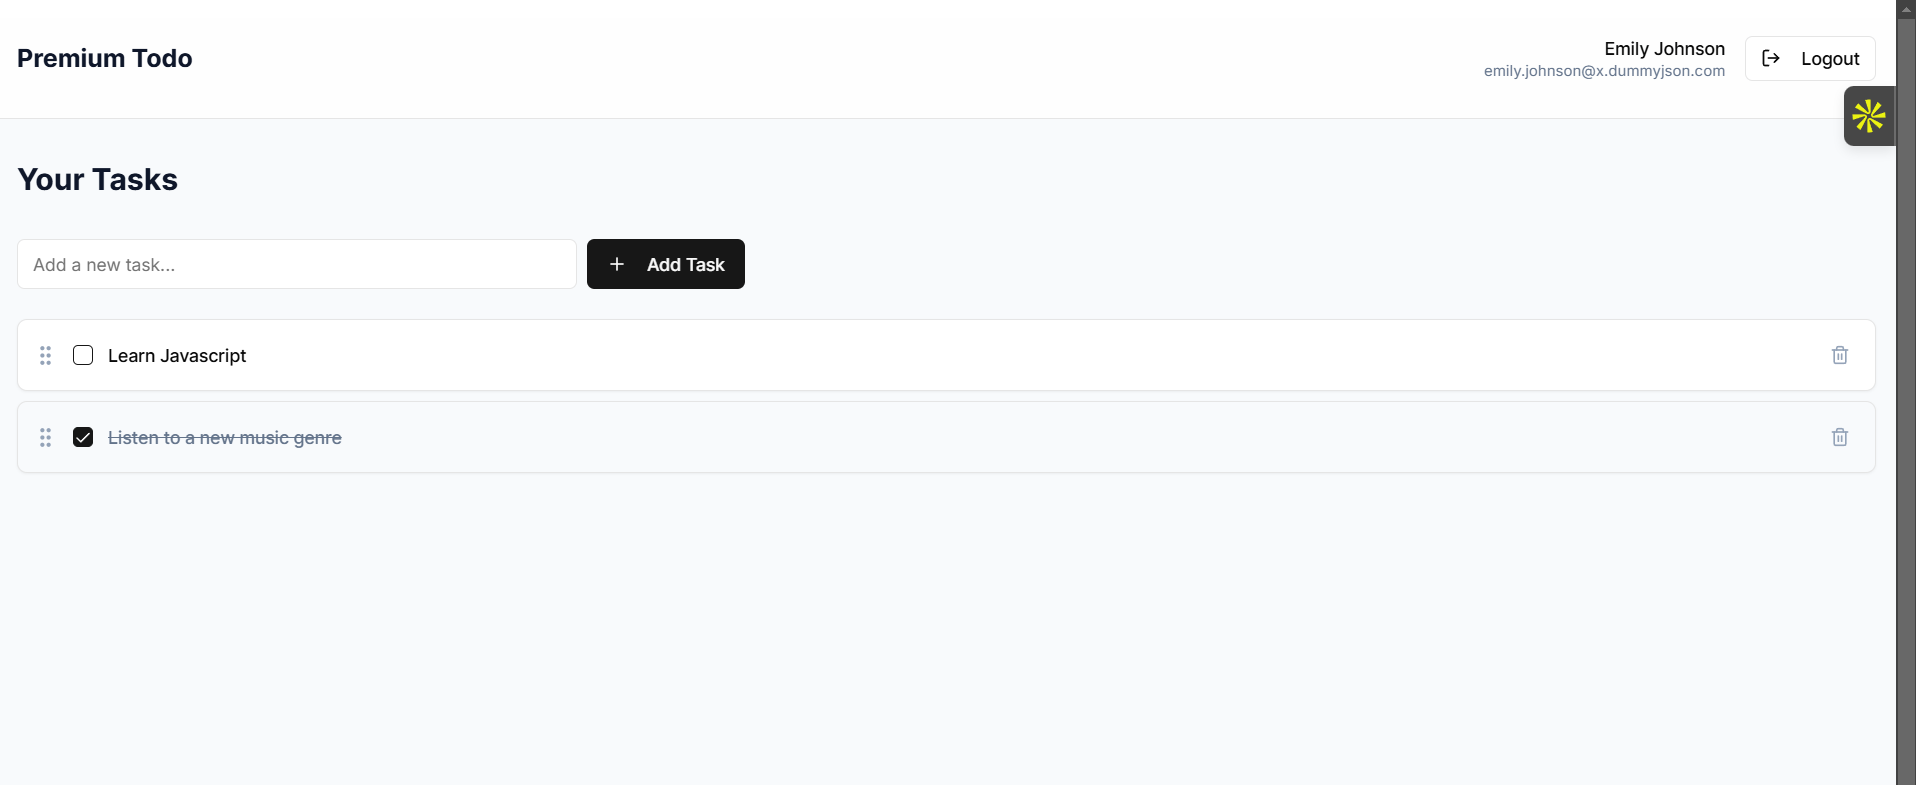 Premium Todo
Emily Johnson
emily.johnson@x.dummyjson.com
Logout
Your Tasks
Add a new task...
Add Task
Learn Javascript
Listen to a new music genre